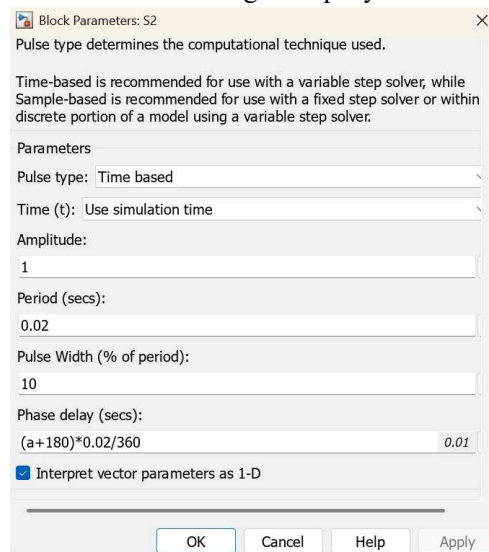 Block Parameters: S2
Pulse type determines the computational technique used.
Time-based is recommended for use with a variable step solver, while
Sample-based is recommended for use with a fixed step solver or within
discrete portion of a model using a variable step solver.
Parameters
Pulse type: Time based
Time (t): Use simulation time
Amplitude:
1
Period (secs):
0.02
Pulse Width (% of period):
10
Phase delay (secs):
(a+180)*0.02/360 0.01
Interpret vector parameters as 1-D
OK Cancel Help Apply